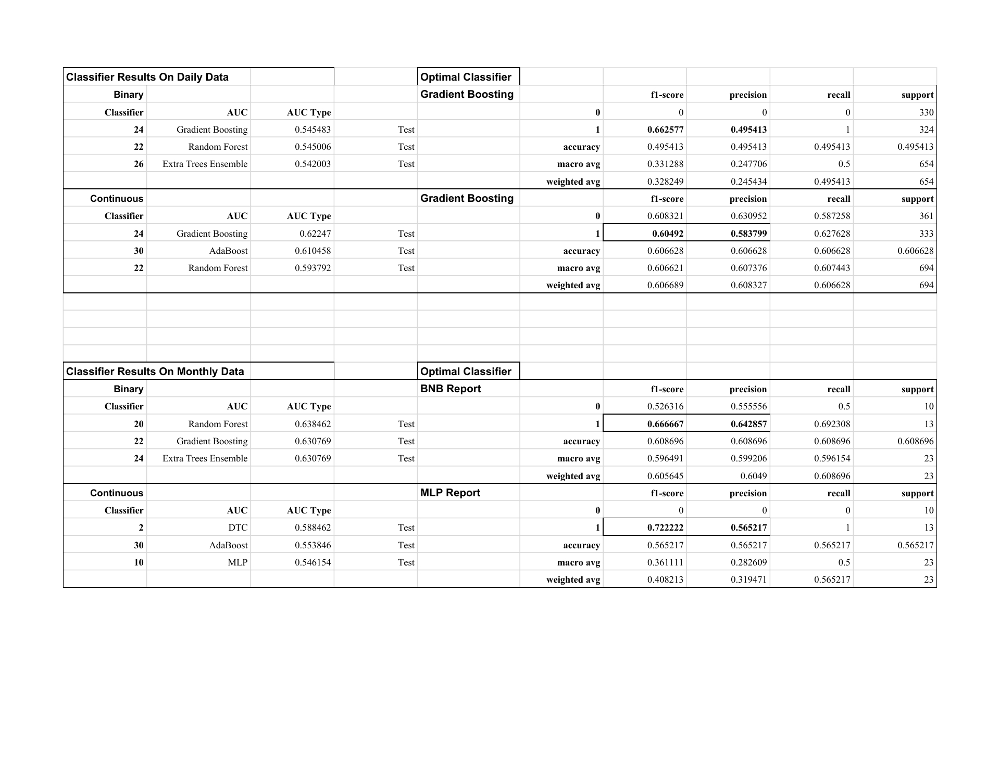 Classifier Results On Daily Data Optimal Classifier
Binary Gradient Boosting f1-score precision recall support
Classifier AUC AUC Type 0 0 0 0 330
24 Gradient Boosting 0.545483 Test 1 0.662577 0.495413 1 324
22 Random Forest 0.545006 Test accuracy 0.495413 0.495413 0.495413 0.495413
26 Extra Trees Ensemble 0.542003 Test macro avg 0.331288 0.247706 0.5 654
weighted avg 0.328249 0.245434 0.495413 654
Continuous Gradient Boosting f1-score precision recall support
Classifier AUC AUC Type 0 0.608321 0.630952 0.587258 361
24 Gradient Boosting 0.62247 Test 1 0.60492 0.583799 0.627628 333
30 AdaBoost 0.610458 Test accuracy 0.606628 0.606628 0.606628 0.606628
22 Random Forest 0.593792 Test macro avg 0.606621 0.607376 0.607443 694
weighted avg 0.606689 0.608327 0.606628 694
Classifier Results On Monthly Data Optimal Classifier
Binary BNB Report f1-score precision recall support
Classifier AUC AUC Type 0 0.526316 0.555556 0.5 10
20 Random Forest 0.638462 Test 1 0.666667 0.642857 0.692308 13
22 Gradient Boosting 0.630769 Test accuracy 0.608696 0.608696 0.608696 0.608696
24 Extra Trees Ensemble 0.630769 Test macro avg 0.596491 0.599206 0.596154 23
weighted avg 0.605645 0.6049 0.608696 23
Continuous MLP Report f1-score precision recall support
Classifier AUC AUC Type 0 0 0 0 10
2 DTC 0.588462 Test 1 0.722222 0.565217 1 13
30 AdaBoost 0.553846 Test accuracy 0.565217 0.565217 0.565217 0.565217
10 MLP 0.546154 Test macro avg 0.361111 0.282609 0.5 23
weighted avg 0.408213 0.319471 0.565217 23